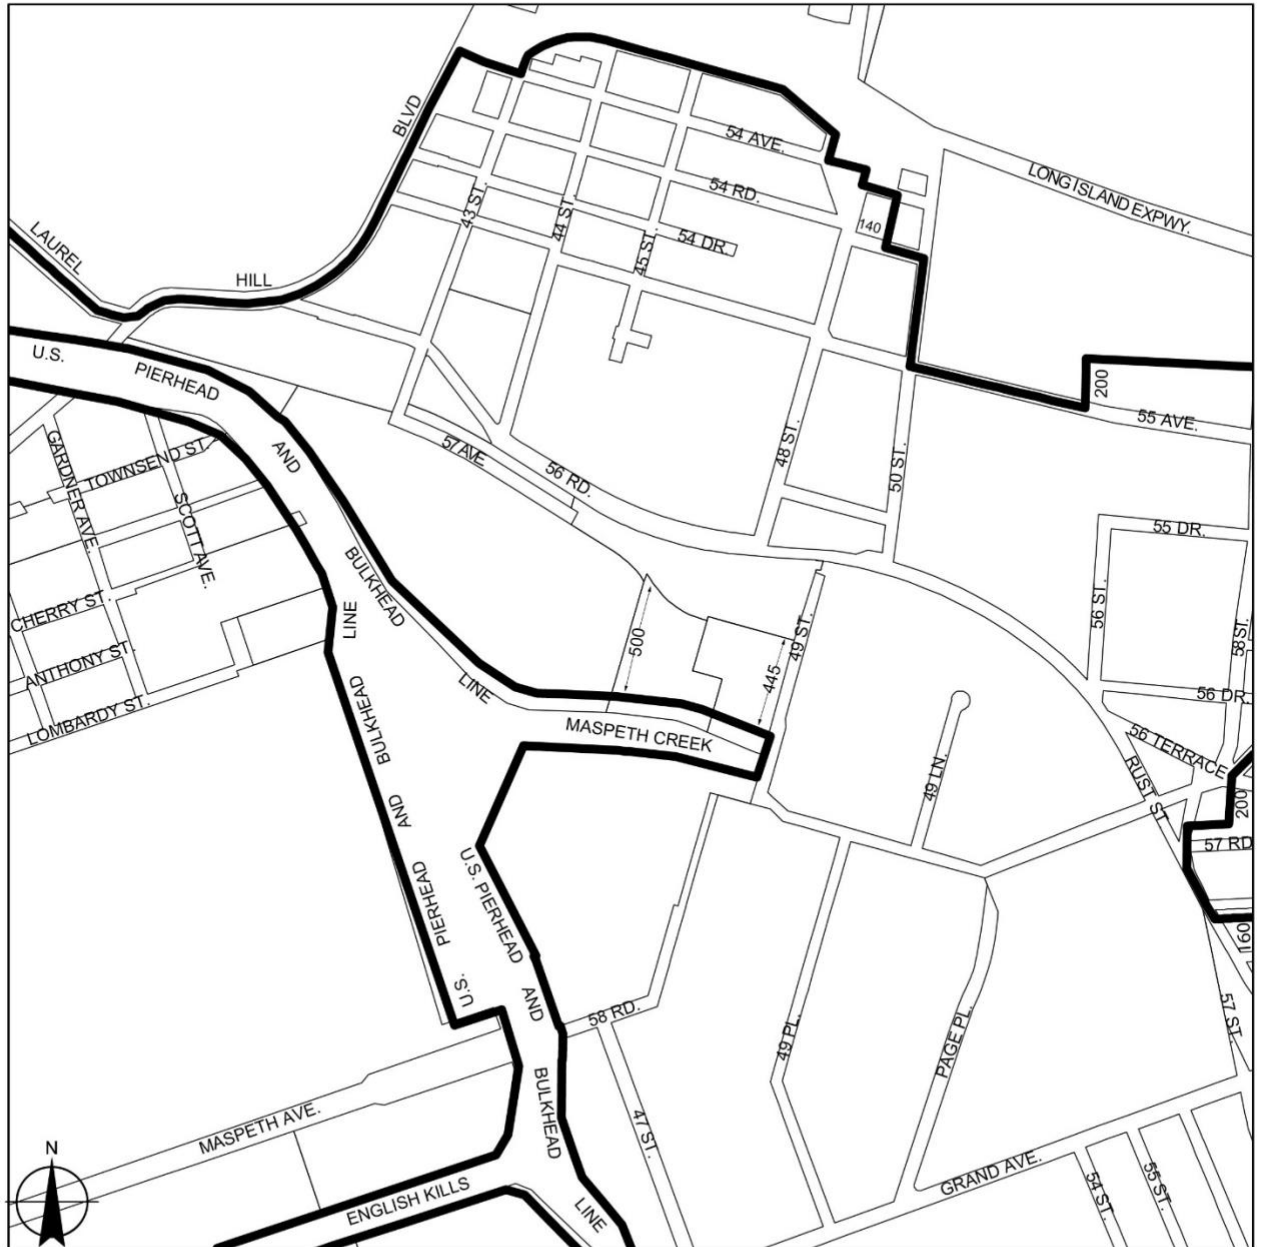 BLVD
54 AVE.
LONG ISLAND EXPWY.
54 RD.
43 ST.
44 ST.
45 ST.
54 DR.
140
LAUREL
HILL
U.S.
PIERHEAD
200
55 AVE.
AND
57 AVE
56 RD.
48 ST.
50 ST.
GARDNER AVE.
TOWNSEND ST.
SCOTT AVE.
55 DR.
BULKHEAD
LINE
56 ST.
58 ST.
CHERRY ST.
ANTHONY ST.
LOMBARDY ST.
500
445
49 ST.
LINE
56 DR.
MASPETH CREEK
56 TERRACE
49 LN.
RUST ST
200
57 RD
160
U.S.
PIERHEAD
AND
BULKHEAD
U.S. PIERHEAD
AND
BULKHEAD
LINE
58 RD.
49 PL.
PAGE PL.
57 ST.
47 ST.
MASPETH AVE.
GRAND AVE.
54 ST.
55 ST.
ENGLISH KILLS
N